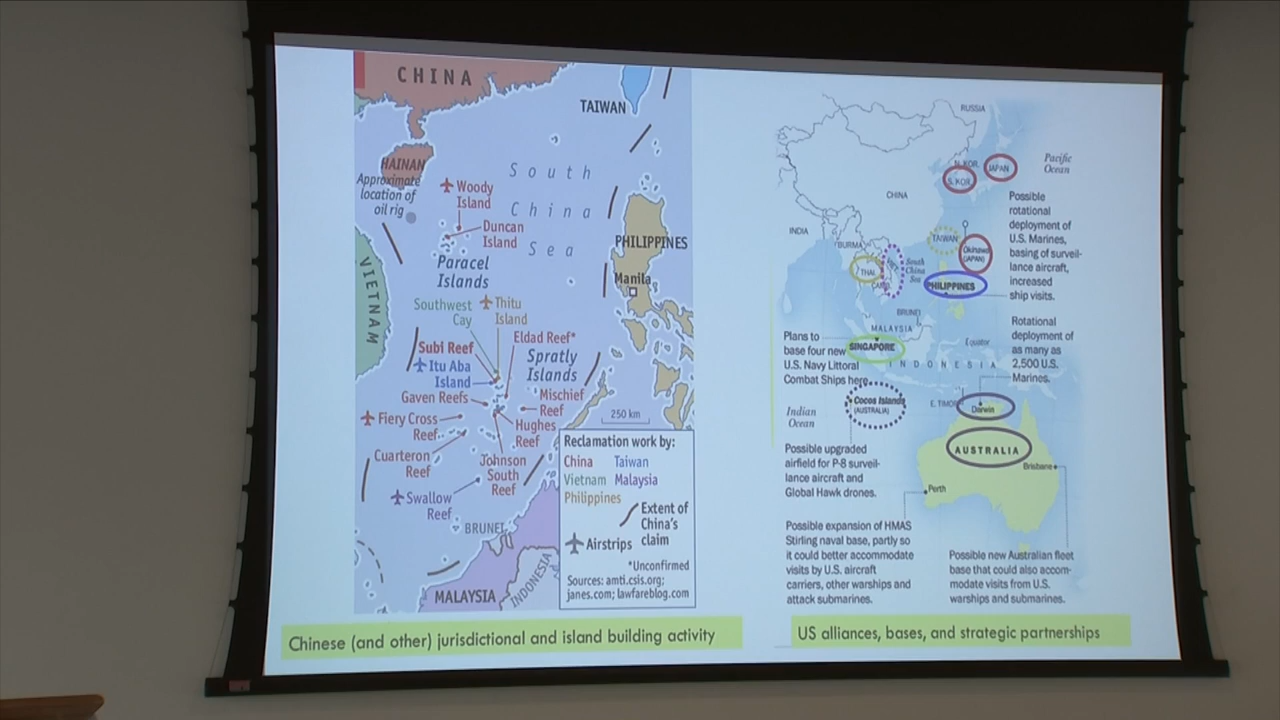 CHINA
TAIWAN
HAINAN
Approximate
location of
oil rig
South
China
Sea
Woody
Island
Duncan
Island
Paracel
Islands
VIETNAM
PHILIPPINES
Manila
Southwest
Cay
Thitu
Island
Eldad Reef*
Subi Reef
Spratly
Islands
Itu Aba
Island
Gaven Reefs
Mischief
Reef
Fiery Cross
Reef
Hughes
Reef
Cuarteron
Reef
Johnson
South
Reef
Swallow
Reef
BRUNEI
MALAYSIA
INDONESIA
250 km
Reclamation work by:
China Taiwan
Vietnam Malaysia
Philippines
Extent of
China's
claim
Airstrips
*Unconfirmed
Sources: amti.csis.org;
janes.com; lawfareblog.com
Chinese (and other) jurisdictional and island building activity
RUSSIA
N. KOR.
S. KOR.
JAPAN
Pacific
Ocean
CHINA
INDIA
BURMA
TAIWAN
Okinawa
(JAPAN)
THAI.
VIET.
CAMB.
South
China
Sea
PHILIPPINES
Possible
rotational
deployment of
U.S. Marines,
basing of surveil-
lance aircraft,
increased
ship visits.
BRUNEI
MALAYSIA
SINGAPORE
Equator
INDONESIA
Plans to
base four new
U.S. Navy Littoral
Combat Ships here.
Rotational
deployment of
as many as
2,500 U.S.
Marines.
Indian
Ocean
Cocos Islands
(AUSTRALIA)
E. TIMOR
Darwin
AUSTRALIA
Brisbane
Perth
Possible upgraded
airfield for P-8 surveil-
lance aircraft and
Global Hawk drones.
Possible expansion of HMAS
Stirling naval base, partly so
it could better accommodate
visits by U.S. aircraft
carriers, other warships and
attack submarines.
Possible new Australian fleet
base that could also accom-
modate visits from U.S.
warships and submarines.
US alliances, bases, and strategic partnerships